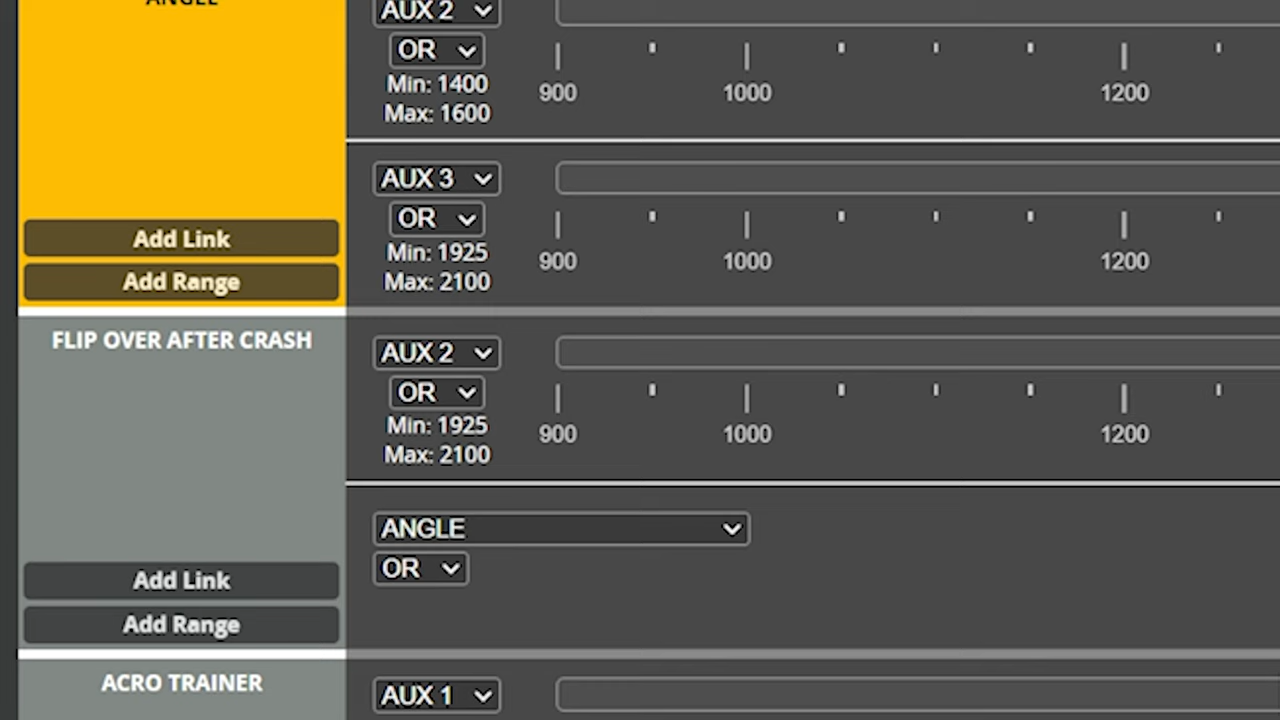 ANGLE
AUX 2
OR
Min: 1400
Max: 1600
900 1000 1200
AUX 3
OR
Min: 1925
Max: 2100
900 1000 1200
Add Link
Add Range
FLIP OVER AFTER CRASH
AUX 2
OR
Min: 1925
Max: 2100
900 1000 1200
ANGLE
OR
Add Link
Add Range
ACRO TRAINER
AUX 1